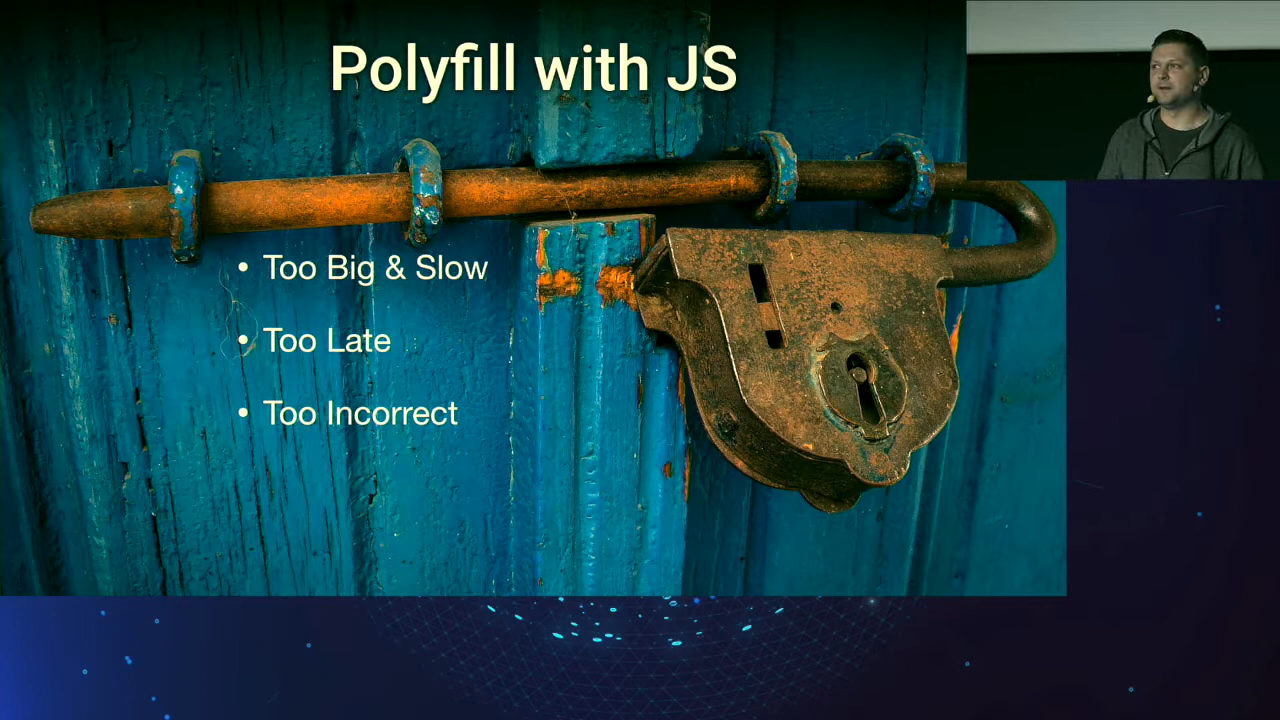 Polyfill with JS
• Too Big & Slow
• Too Late
• Too Incorrect